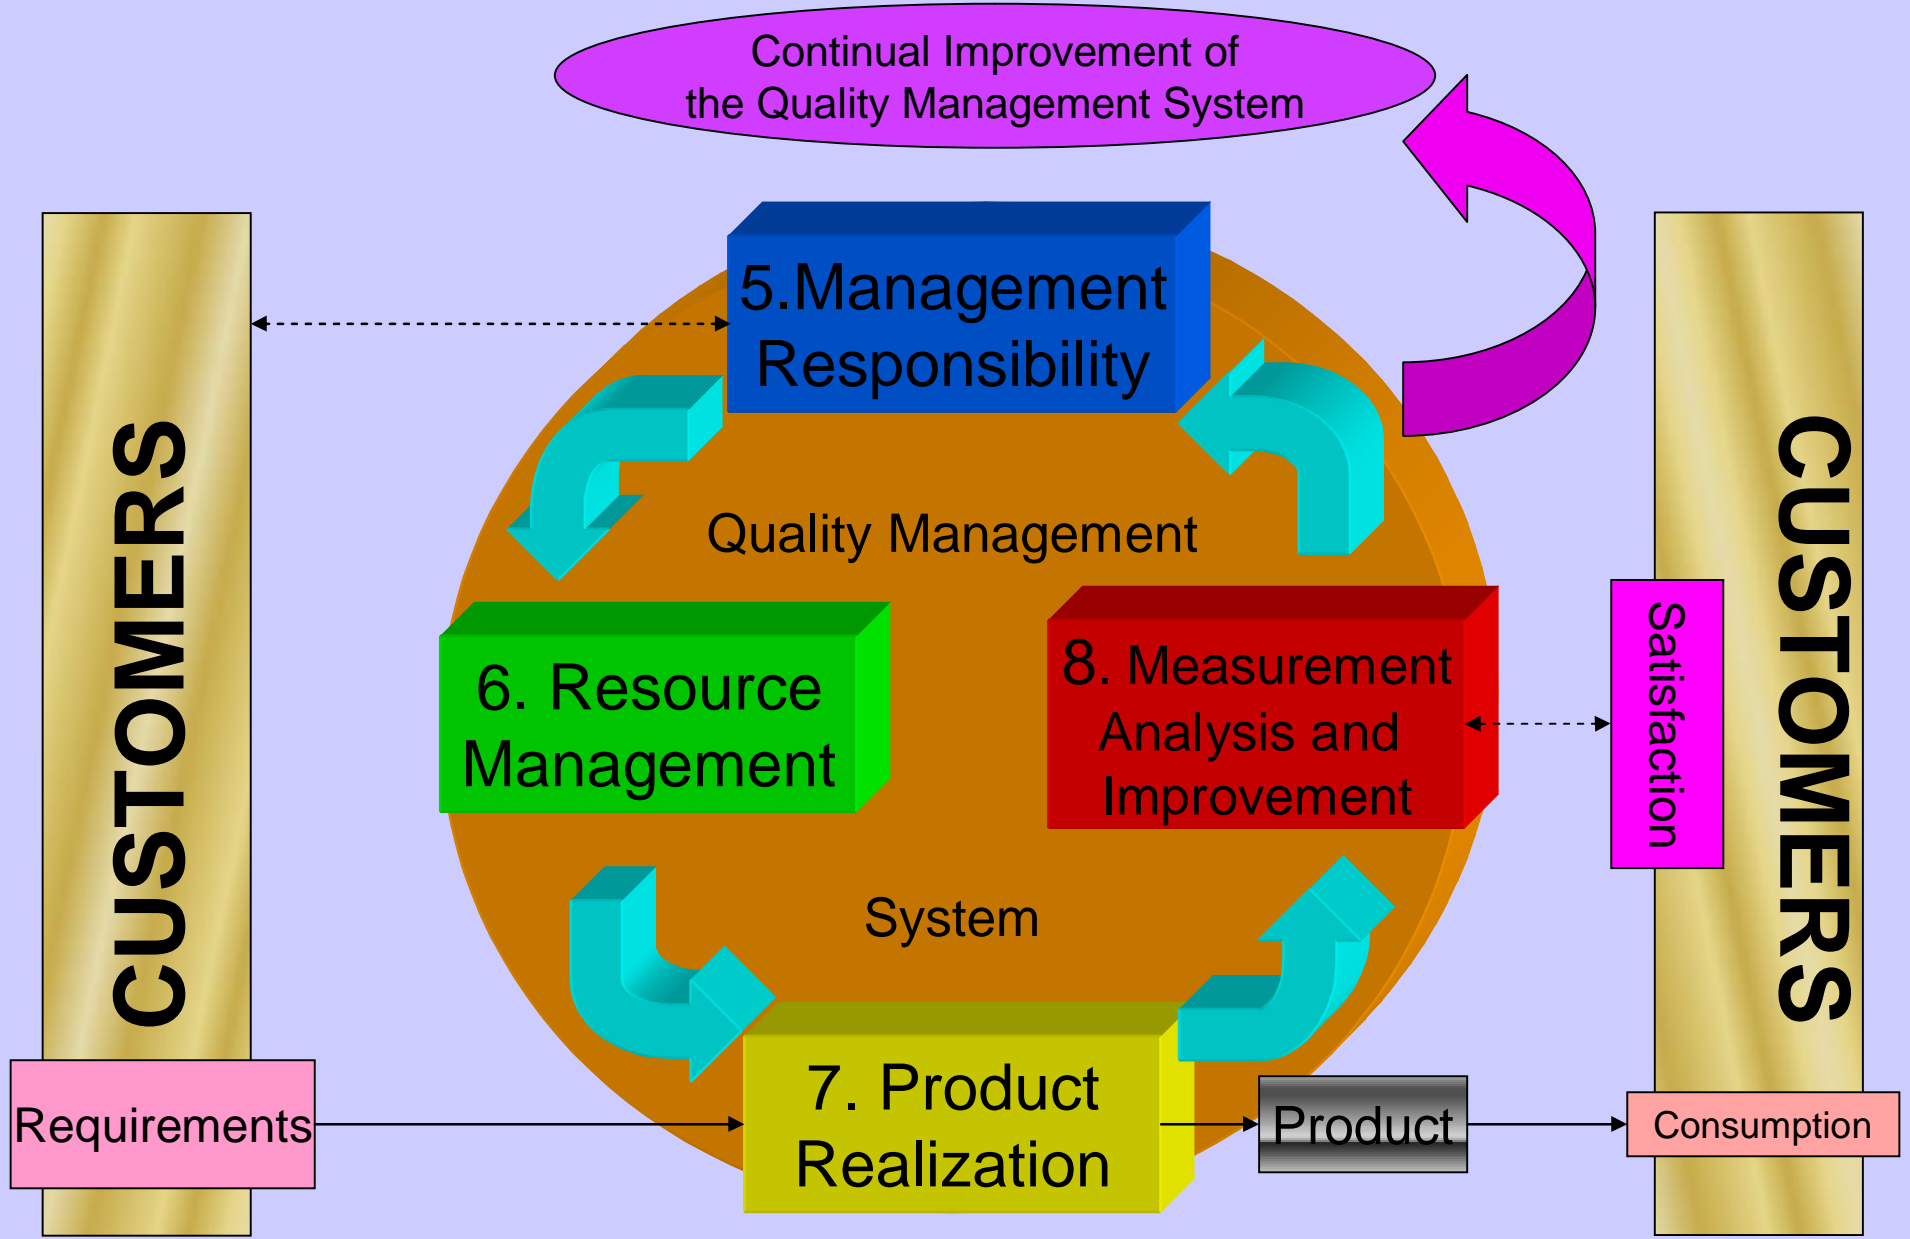 Continual Improvement of
the Quality Management System
CUSTOMERS
5.Management
Responsibility
Quality Management
6. Resource
Management
8. Measurement
Analysis and
Improvement
Satisfaction
CUSTOMERS
System
Requirements
7. Product
Realization
Product
Consumption